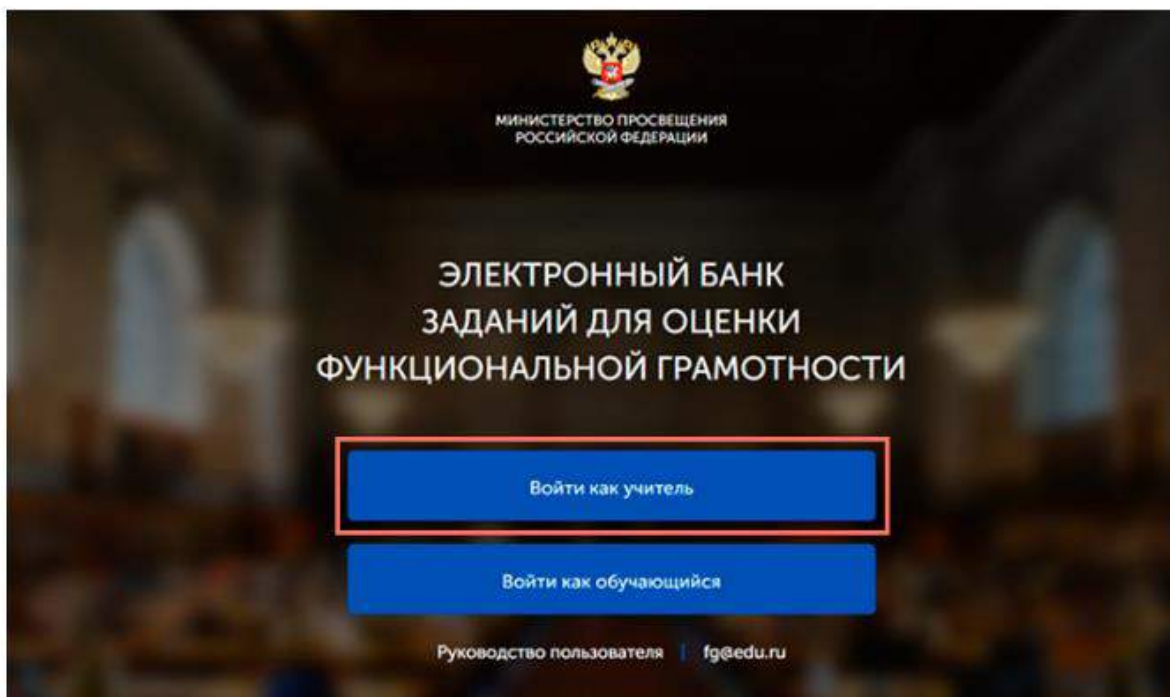 МИНИСТЕРСТВО ПРОСВЕЩЕНИЯ
РОССИЙСКОЙ ФЕДЕРАЦИИ
ЭЛЕКТРОННЫЙ БАНК
ЗАДАНИЙ ДЛЯ ОЦЕНКИ
ФУНКЦИОНАЛЬНОЙ ГРАМОТНОСТИ
Войти как учитель
Войти как обучающийся
Руководство пользователя | fg@edu.ru